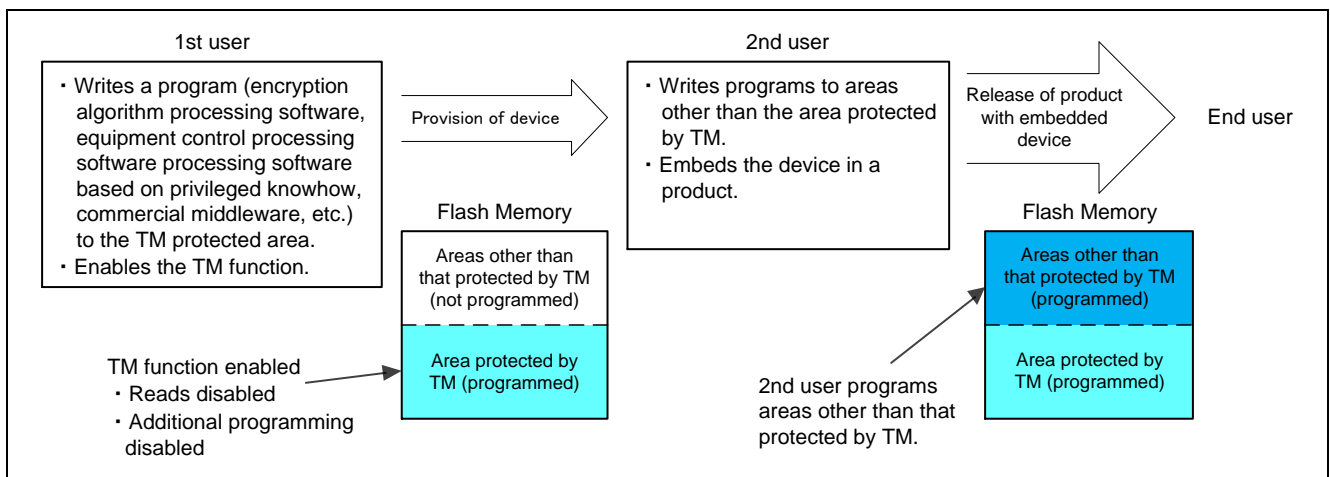 1st user
・Writes a program (encryption
algorithm processing software,
equipment control processing
software processing software
based on privileged knowhow,
commercial middleware, etc.)
to the TM protected area.
・Enables the TM function.
Provision of device
2nd user
・Writes programs to areas
other than the area protected
by TM.
・Embeds the device in a
product.
Release of product
with embedded
device
End user
Flash Memory
Areas other than
that protected by TM
(not programmed)
Area protected by
TM (programmed)
TM function enabled
・Reads disabled
・Additional programming
disabled
Flash Memory
Areas other than
that protected by TM
(programmed)
Area protected by
TM (programmed)
2nd user programs
areas other than that
protected by TM.